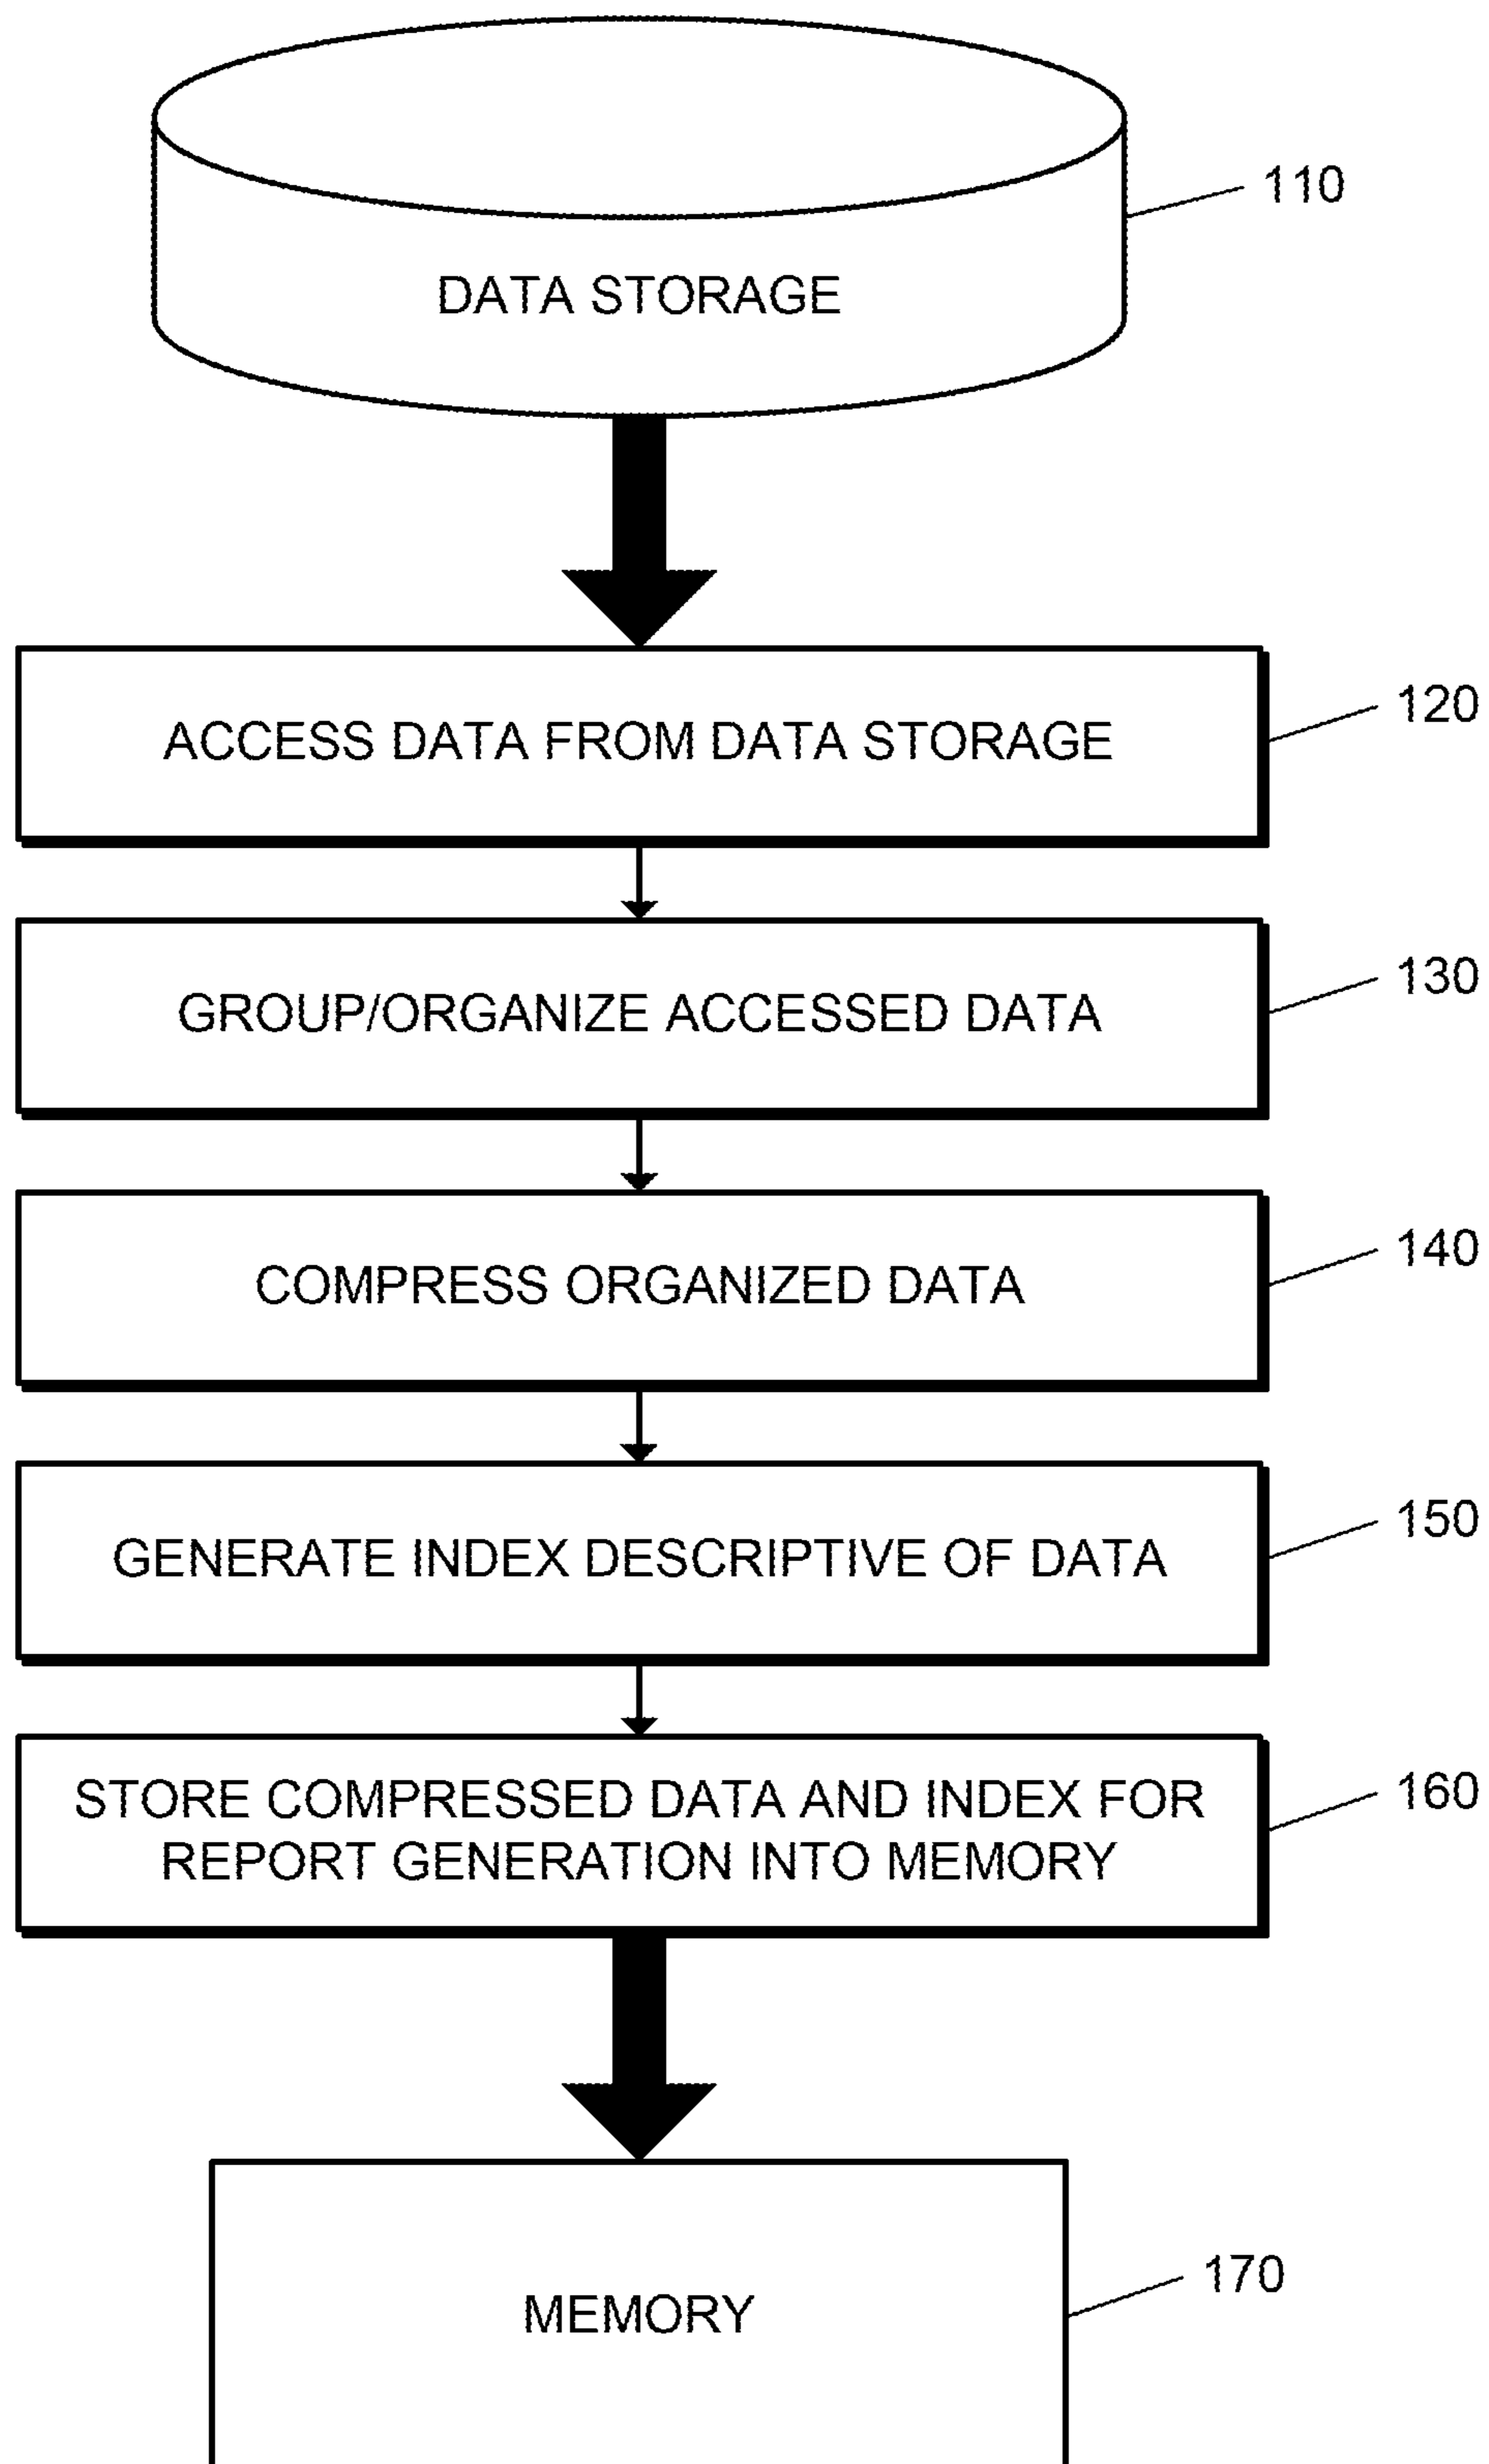 110
DATA STORAGE
120
ACCESS DATA FROM DATA STORAGE
130
GROUP/ORGANIZE ACCESSED DATA
140
COMPRESS ORGANIZED DATA
150
GENERATE INDEX DESCRIPTIVE OF DATA
160
STORE COMPRESSED DATA AND INDEX FOR
REPORT GENERATION INTO MEMORY
170
MEMORY